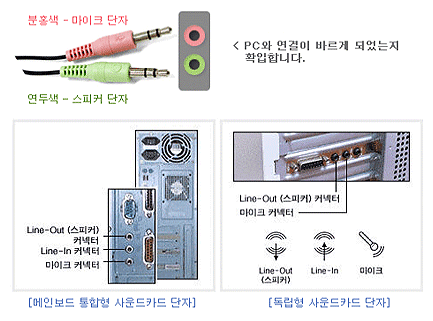 분홍색 - 마이크 단자
< PC와 연결이 바르게 되었는지
확입합니다.
연두색 - 스피커 단자
Line-Out (스피커)
커넥터
Line-In 커넥터
마이크 커넥터
[메인보드 통합형 사운드카드 단자]
Line-Out (스피커) 커넥터
마이크 커넥터
Line-Out
(스피커)
Line-In
마이크
[독립형 사운드카드 단자]